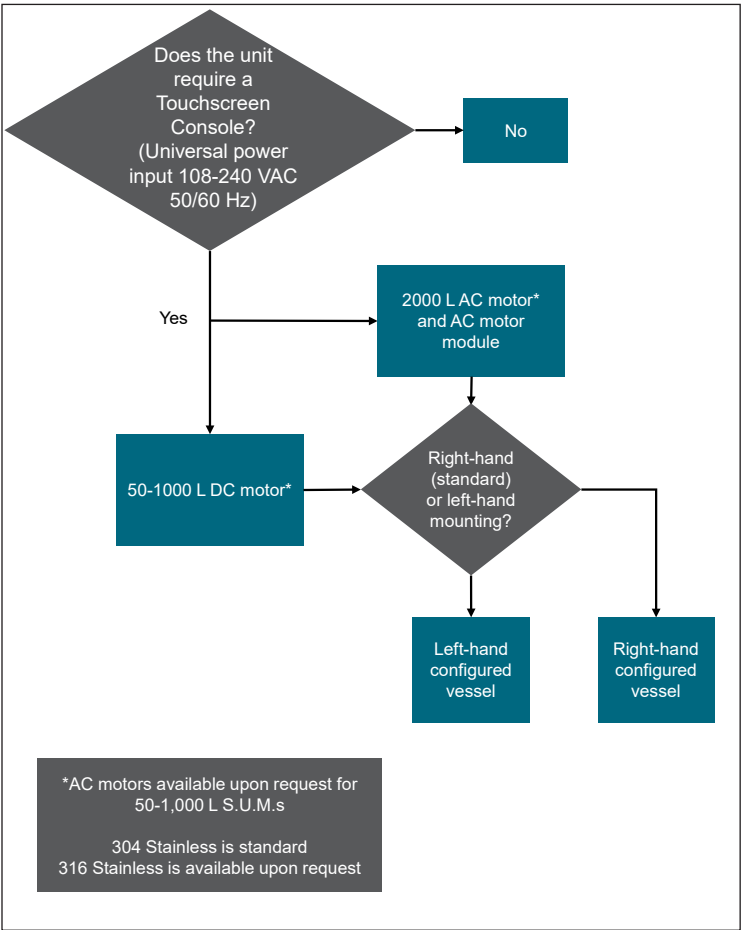 Does the unit
require a
Touchscreen
Console?
(Universal power
input 108-240 VAC
50/60 Hz)
No
Yes
2000 L AC motor*
and AC motor
module
50-1000 L DC motor*
Right-hand
(standard)
or left-hand
mounting?
Left-hand
configured
vessel
Right-hand
configured
vessel
*AC motors available upon request for
50-1,000 L S.U.M.s
304 Stainless is standard
316 Stainless is available upon request